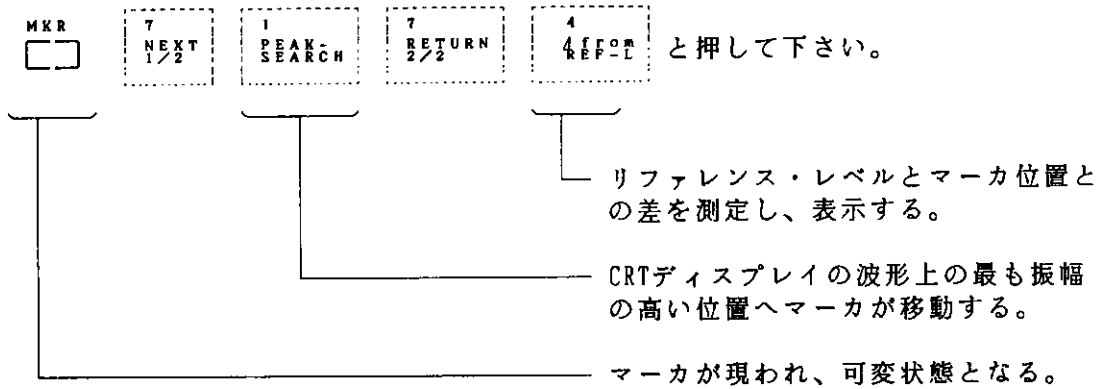 MKR
7
NEXT
1/2
1
PEAK-
SEARCH
7
RETURN
2/2
4
4from
REF-L
と押して下さい。
リファレンス・レベルとマーカ位置と
の差を測定し、表示する。
CRTディスプレイの波形上の最も振幅
の高い位置へマーカが移動する。
マーカが現われ、可変状態となる。